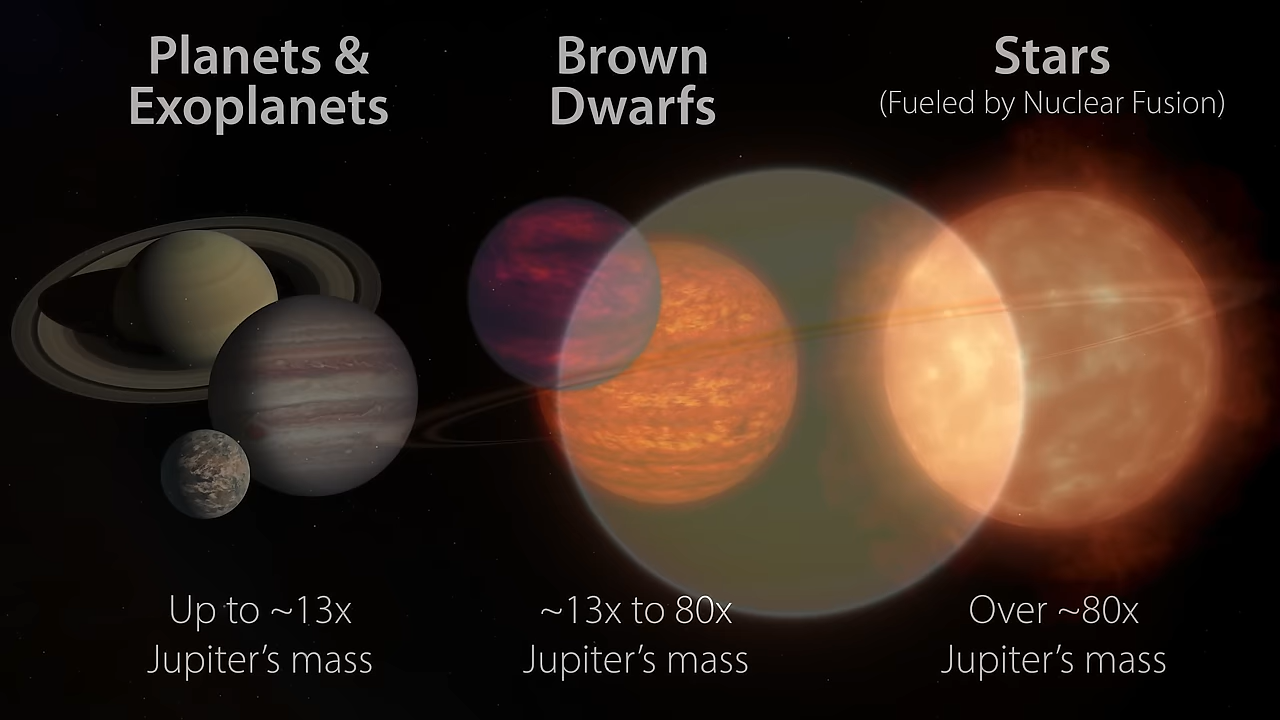 Planets &
Exoplanets
Up to ~13x
Jupiter’s mass
Brown
Dwarfs
~13x to 80x
Jupiter’s mass
Stars
(Fueled by Nuclear Fusion)
Over ~80x
Jupiter’s mass